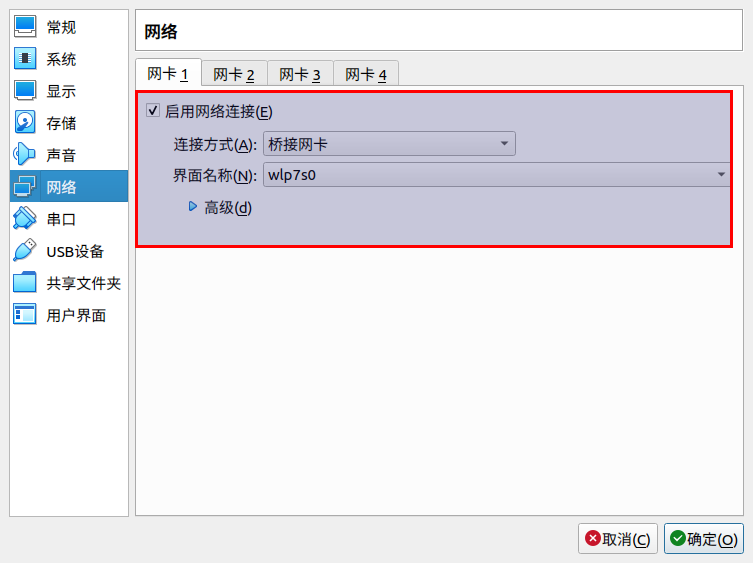 常规
系统
显示
存储
声音
网络
串口
USB设备
共享文件夹
用户界面
网络
网卡 1 网卡 2 网卡 3 网卡 4
启用网络连接(E)
连接方式(A): 桥接网卡
界面名称(N): wlp7s0
高级(d)
取消(C) 确定(O)